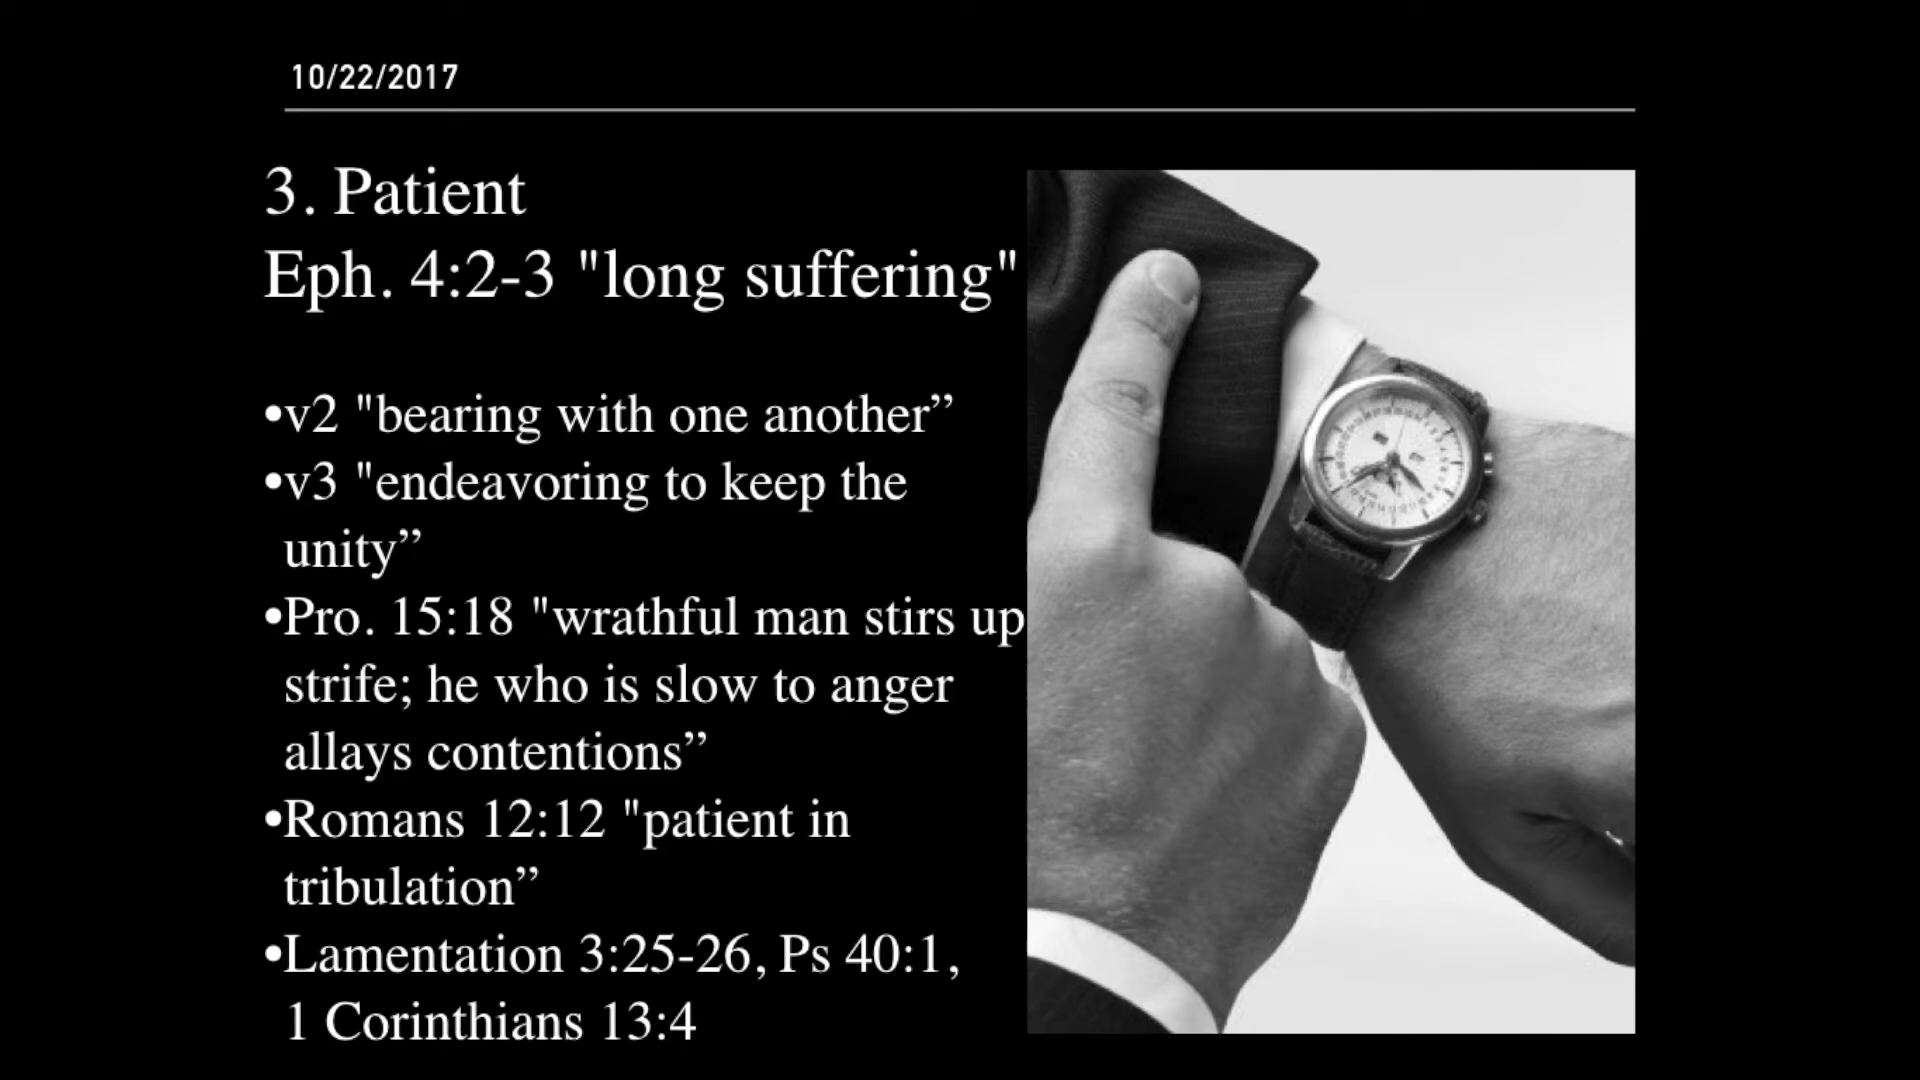 10/22/2017
3. Patient
Eph. 4:2-3 "long suffering"
•v2 "bearing with one another”
•v3 "endeavoring to keep the
unity”
•Pro. 15:18 "wrathful man stirs up
strife; he who is slow to anger
allays contentions”
•Romans 12:12 "patient in
tribulation”
•Lamentation 3:25-26, Ps 40:1,
1 Corinthians 13:4